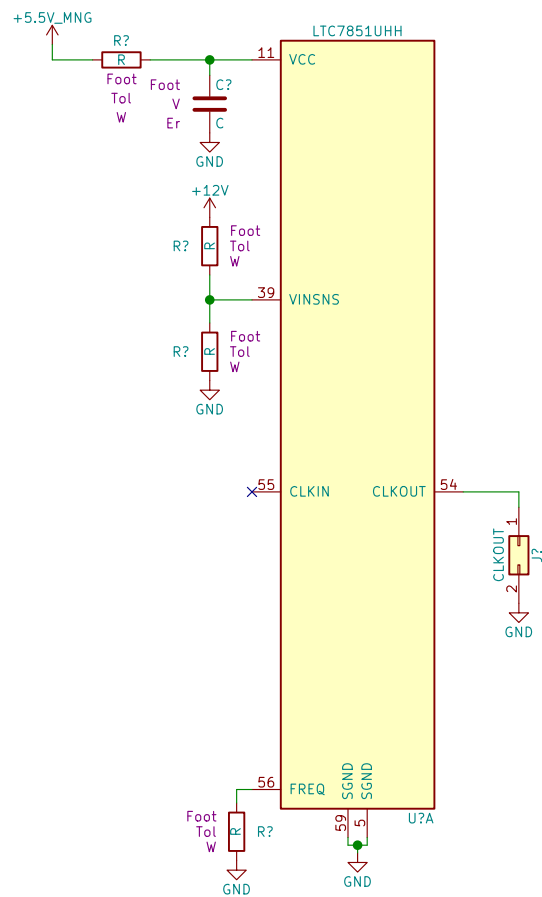 +5.5V_MNG
R?
R
Foot
Tol
W
Foot
V
Er
C?
C
GND
LTC7851UHH
11
VCC
+12V
R?
R
Foot
Tol
W
39
VINSNS
R?
R
Foot
Tol
W
GND
55
CLKIN
CLKOUT
54
CLKOUT
1
2
J?
GND
56
FREQ
Foot
Tol
W
R
R?
GND
SGND
SGND
59
5
U?A
GND